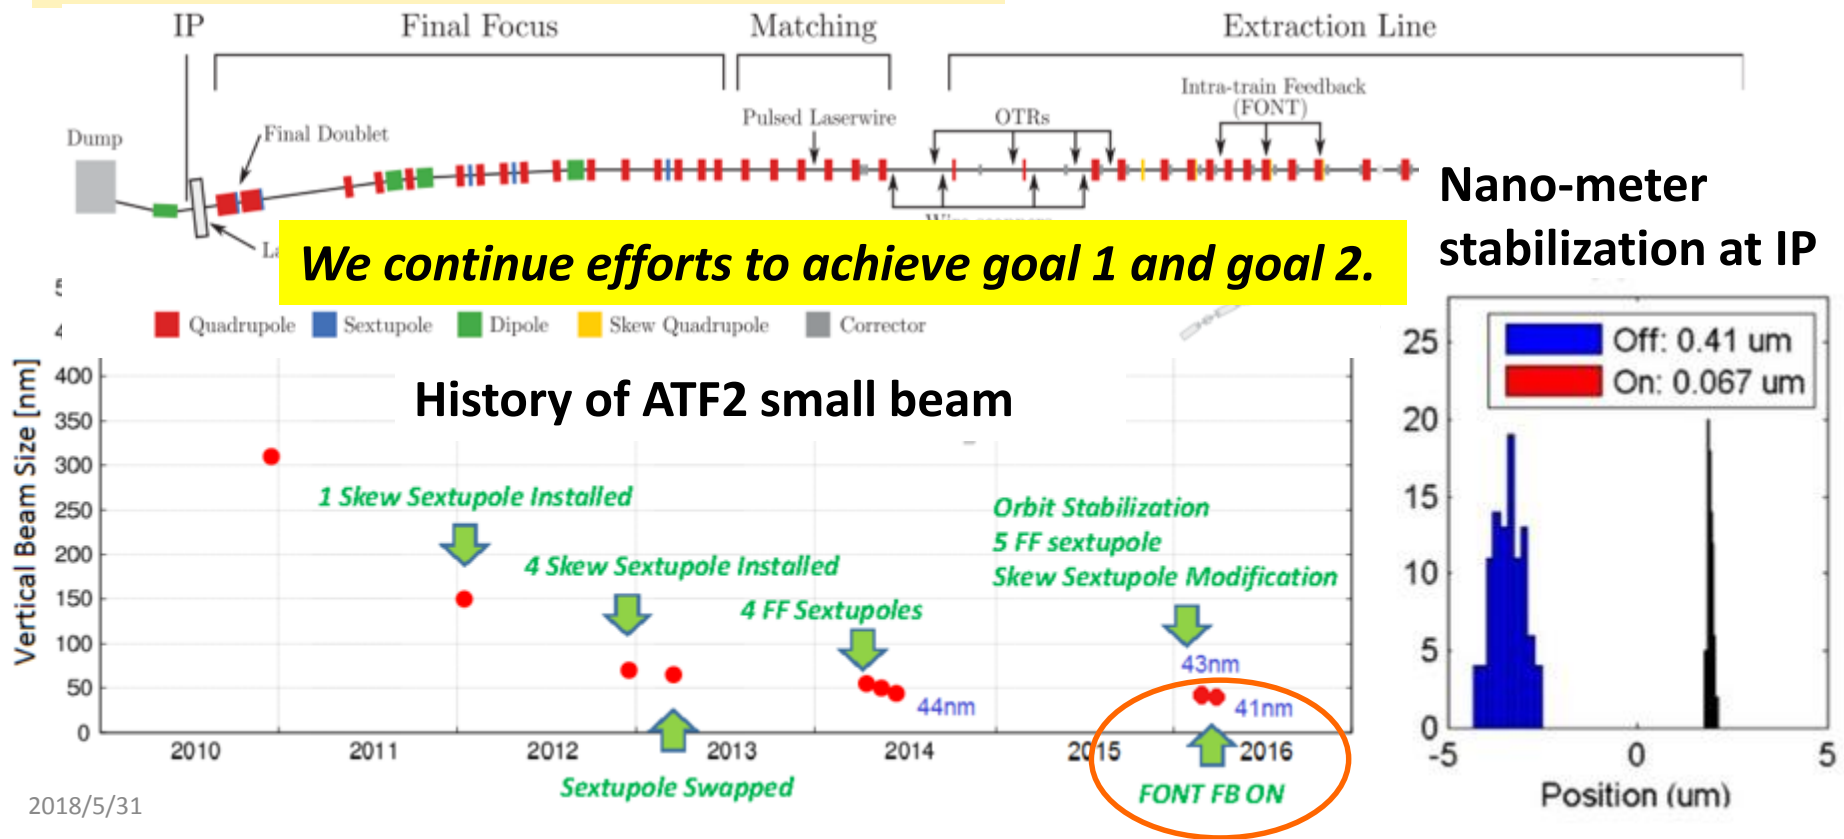 IP
Final Focus
Matching
Extraction Line
Dump
Final Doublet
Pulsed Laserwire
OTRs
Intra-train Feedback
(FONT)
Nano-meter
stabilization at IP
We continue efforts to achieve goal 1 and goal 2.
Quadrupole
Sextupole
Dipole
Skew Quadrupole
Corrector
History of ATF2 small beam
Vertical Beam Size [nm]
400
350
300
250
200
150
100
50
0
2010
2011
2012
2013
2014
2015
2016
1 Skew Sextupole Installed
4 Skew Sextupole Installed
4 FF Sextupoles
Orbit Stabilization
5 FF sextupole
Skew Sextupole Modification
44nm
43nm
41nm
Sextupole Swapped
FONT FB ON
Off: 0.41 um
On: 0.067 um
25
20
15
10
5
0
-5
0
5
Position (um)
2018/5/31